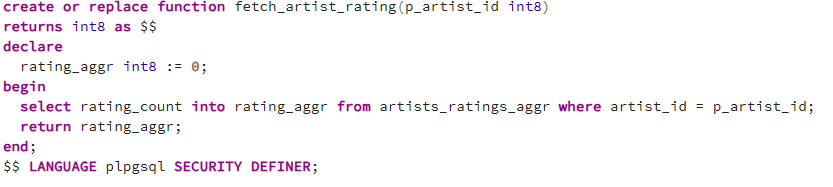 create or replace function fetch_artist_rating(p_artist_id int8)
returns int8 as $$
declare
  rating_aggr int8 := 0;
begin
  select rating_count into rating_aggr from artists_ratings_aggr where artist_id = p_artist_id;
  return rating_aggr;
end;
$$ LANGUAGE plpgsql SECURITY DEFINER;